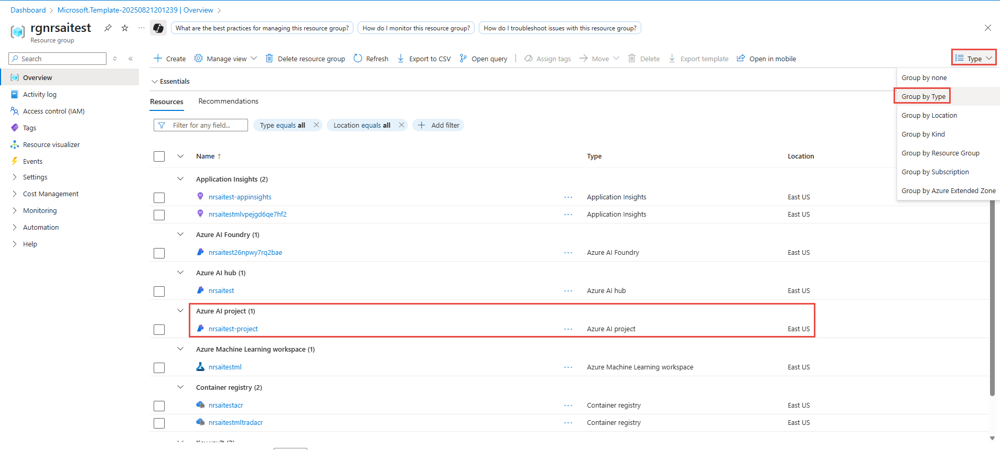 Dashboard > Microsoft.Template-20250821201239 | Overview >
rgnrsaitest
Resource group
What are the best practices for managing this resource group?
How do I monitor this resource group?
How do I troubleshoot issues with this resource group?
Search
Create
Manage view
Delete resource group
Refresh
Export to CSV
Open query
Assign tags
Move
Delete
Export template
Open in mobile
Type
Group by none
Group by Type
Group by Location
Group by Kind
Group by Resource Group
Group by Subscription
Group by Azure Extended Zone
Overview
Activity log
Access control (IAM)
Tags
Resource visualizer
Events
Settings
Cost Management
Monitoring
Automation
Help
Essentials
Resources
Recommendations
Filter for any field...
Type equals all
Location equals all
Add filter
Name ↑ Type Location
Application Insights (2)
nrsaitest-appinsights ... Application Insights East US
nrsaitestmlvpejgd6qe7hf2 ... Application Insights East US
Azure AI Foundry (1)
nrsaitest26npwy7rq2bae ... Azure AI Foundry East US
Azure AI hub (1)
nrsaitest ... Azure AI hub East US
Azure AI project (1)
nrsaitest-project ... Azure AI project East US
Azure Machine Learning workspace (1)
nrsaitestml ... Azure Machine Learning workspace East US
Container registry (2)
nrsaitestacr ... Container registry East US
nrsaitestmltradacr ... Container registry East US